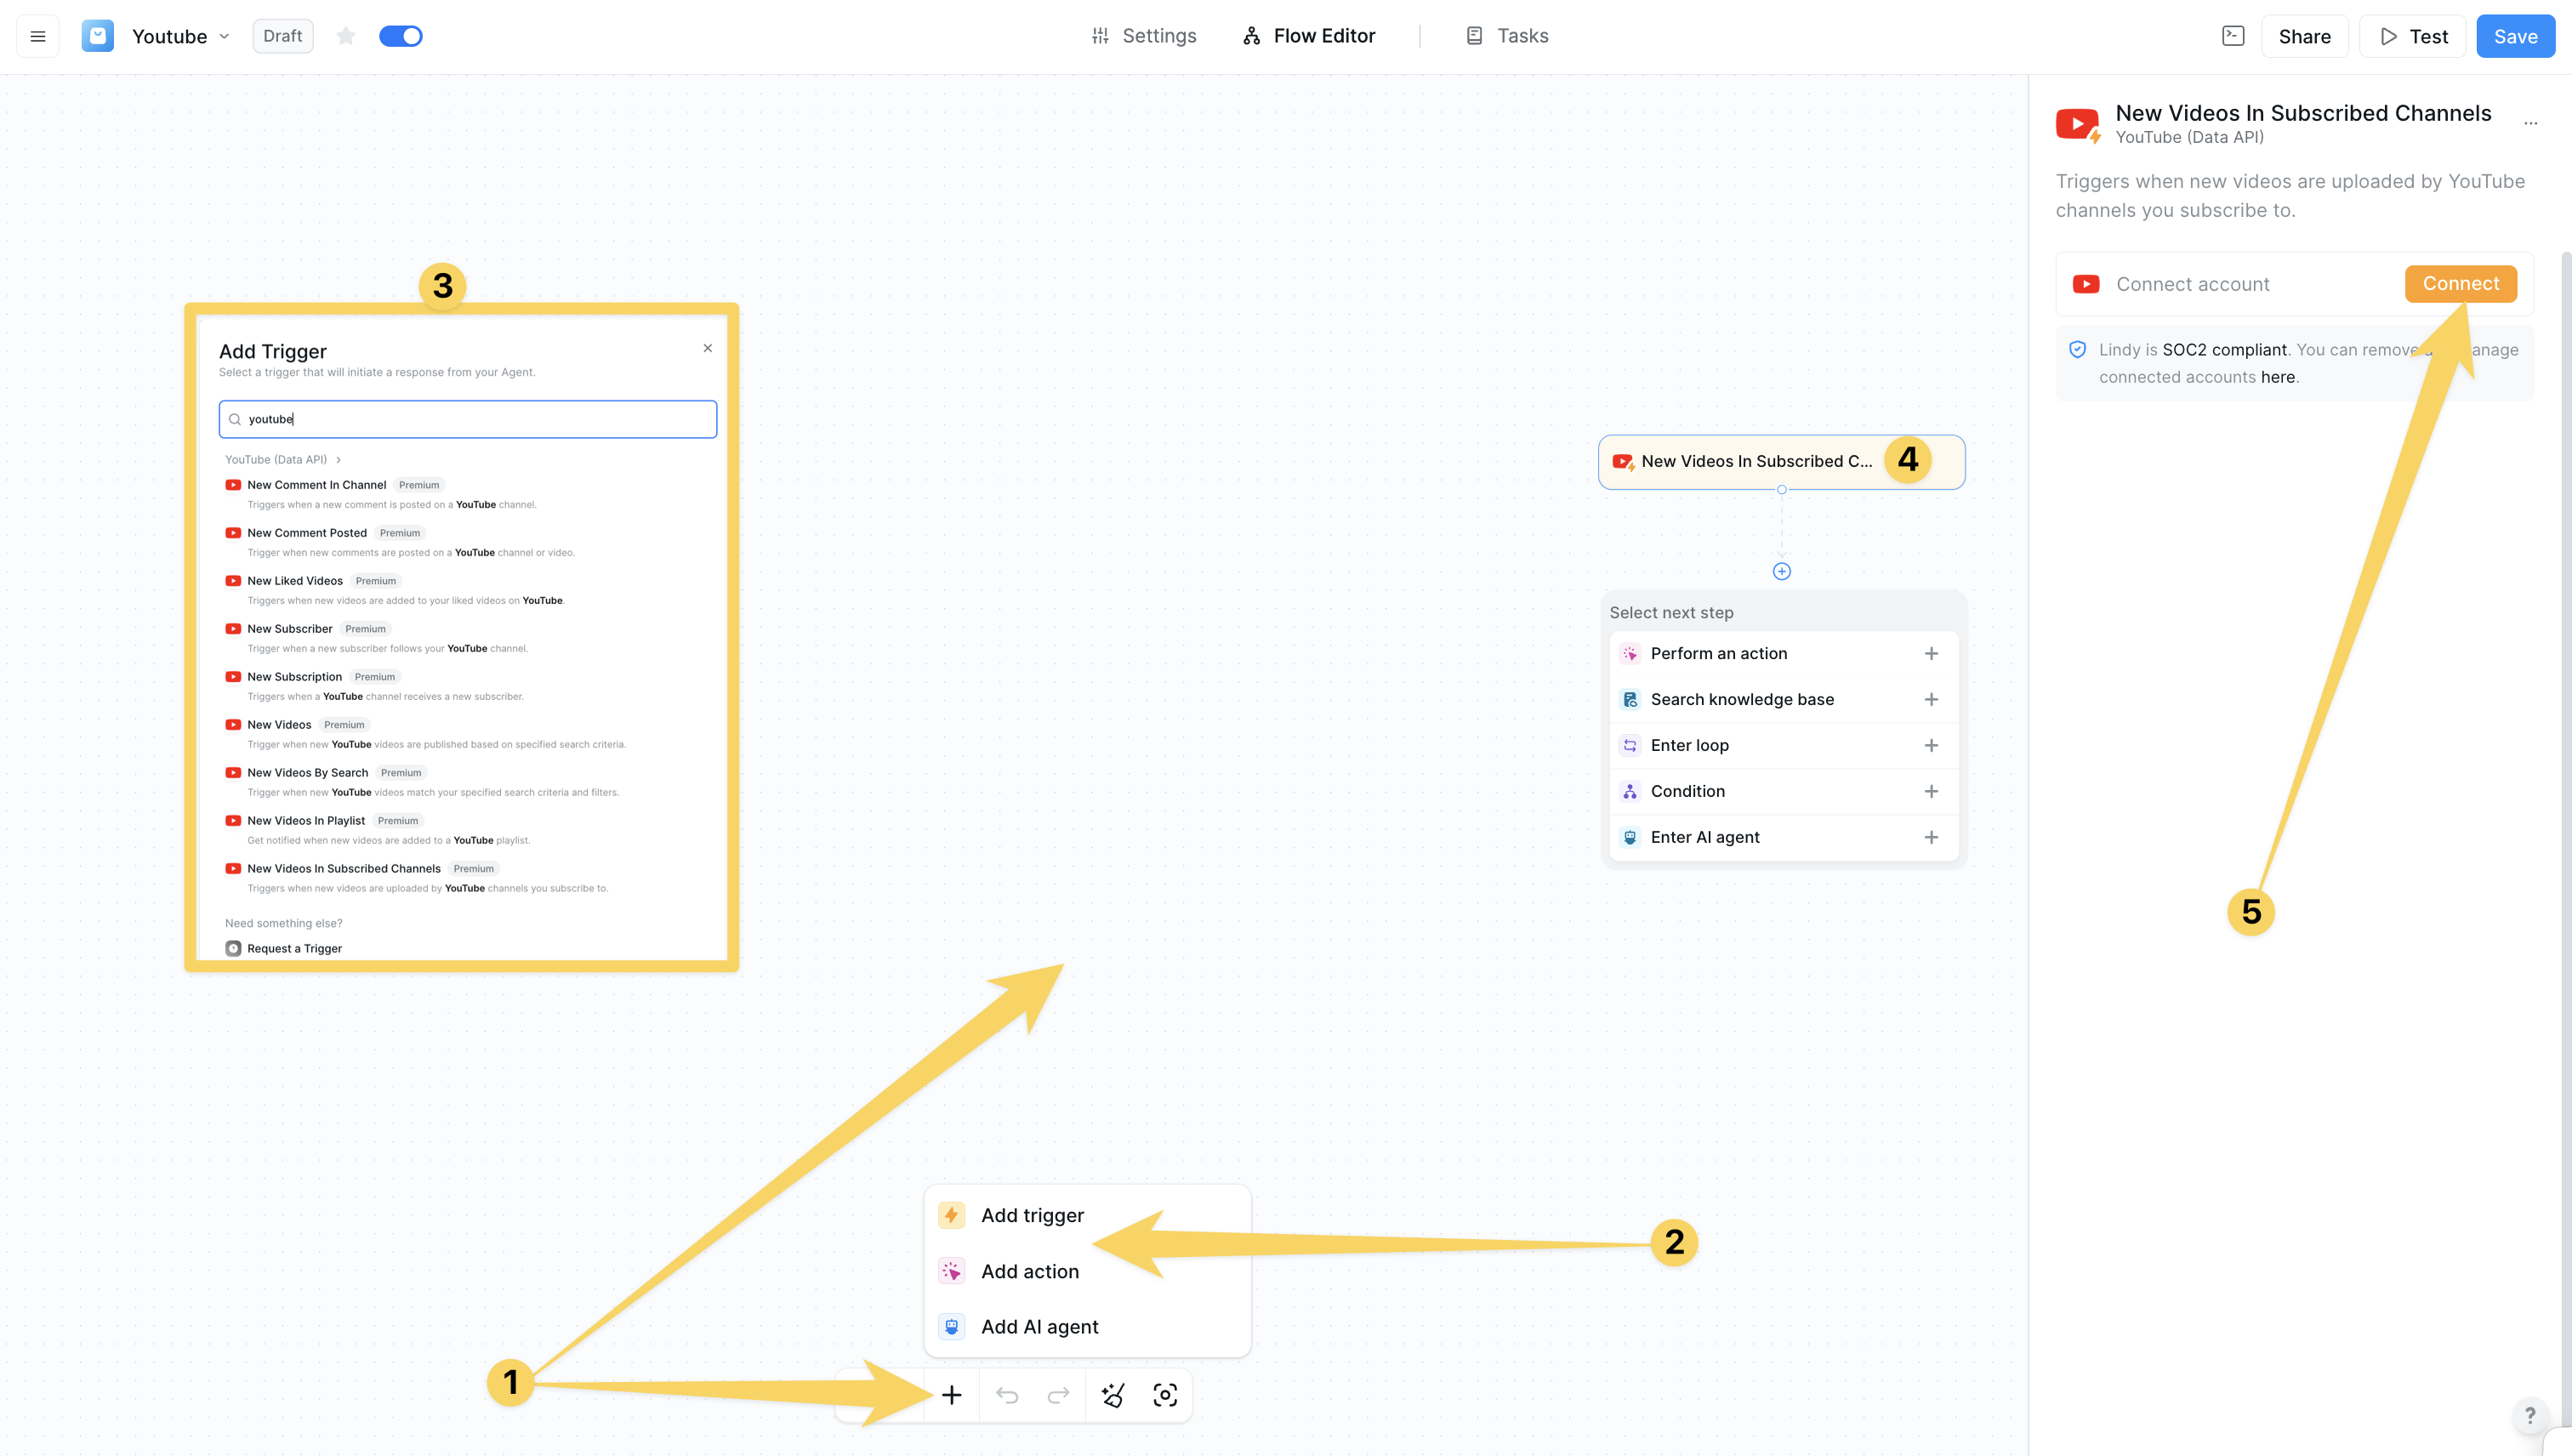 Youtube
Draft
Settings
Flow Editor
Tasks
Share
Test
Save
3
Add Trigger
Select a trigger that will initiate a response from your Agent.
youtube
YouTube (Data API)
New Comment In Channel Premium
Triggers when a new comment is posted on a YouTube channel.
New Comment Posted Premium
Trigger when new comments are posted on a YouTube channel or video.
New Liked Videos Premium
Triggers when new videos are added to your liked videos on YouTube.
New Subscriber Premium
Trigger when a new subscriber follows your YouTube channel.
New Subscription Premium
Triggers when a YouTube channel receives a new subscriber.
New Videos Premium
Trigger when new YouTube videos are published based on specified search criteria.
New Videos By Search Premium
Trigger when new YouTube videos match your specified search criteria and filters.
New Videos In Playlist Premium
Get notified when new videos are added to a YouTube playlist.
New Videos In Subscribed Channels Premium
Triggers when new videos are uploaded by YouTube channels you subscribe to.
Need something else?
Request a Trigger
New Videos In Subscribed C...
4
Select next step
Perform an action
Search knowledge base
Enter loop
Condition
Enter AI agent
New Videos In Subscribed Channels
YouTube (Data API)
Triggers when new videos are uploaded by YouTube
channels you subscribe to.
Connect account
Connect
Lindy is SOC2 compliant. You can remove
connected accounts here.
5
Add trigger
Add action
Add AI agent
2
1
?